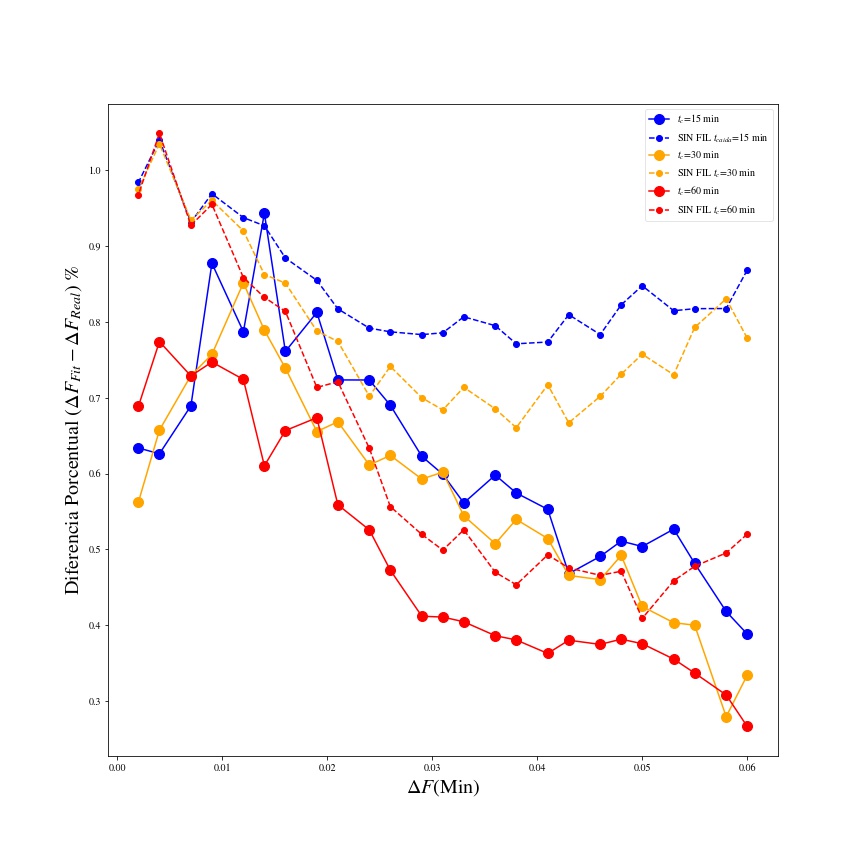 t_c=15 min
SIN FIL t_caida=15 min
t_c=30 min
SIN FIL t_c=30 min
t_c=60 min
SIN FIL t_c=60 min
Diferencia Porcentual (ΔF_Fit − ΔF_Real) %
1.0
0.9
0.8
0.7
0.6
0.5
0.4
0.3
0.00 0.01 0.02 0.03 0.04 0.05 0.06
ΔF(Min)